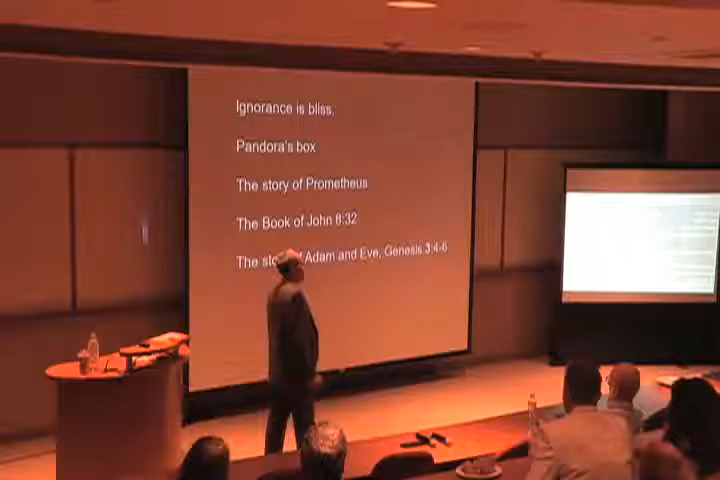 Ignorance is bliss.
Pandora's box
The story of Prometheus
The Book of John 8:32
The sto Adam and Eve, Genesis 3:4-6